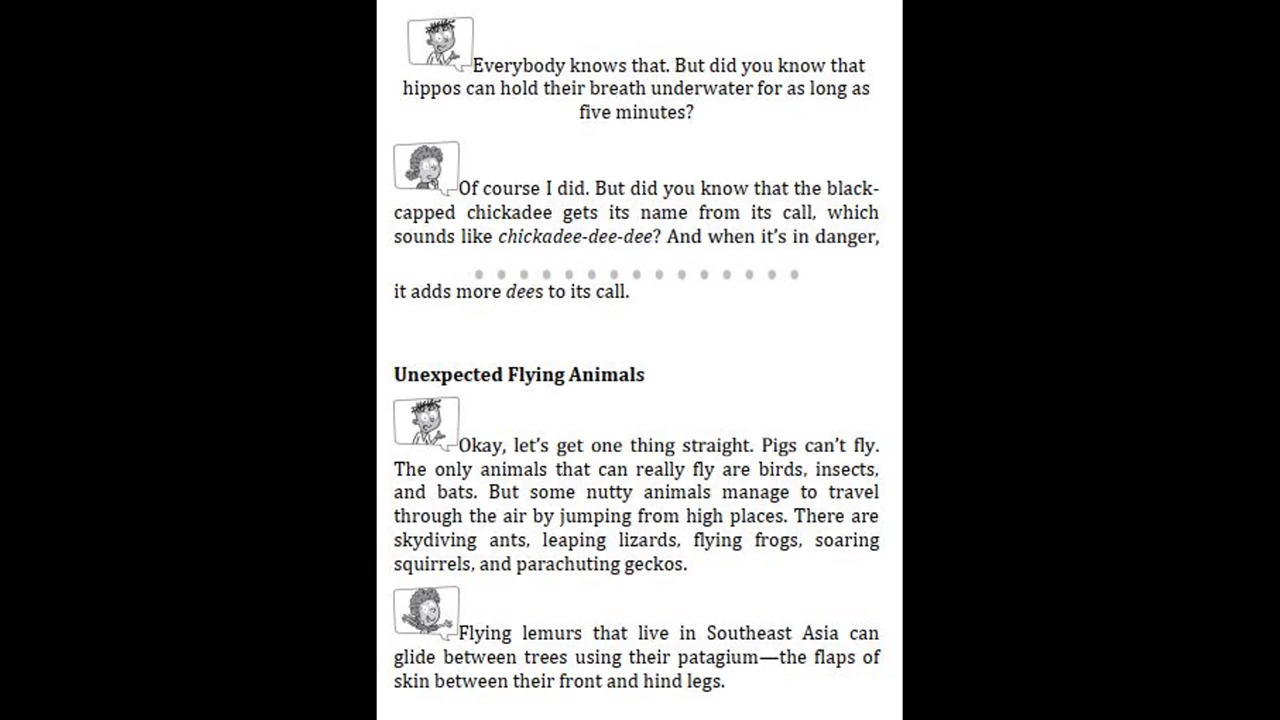 Everybody knows that. But did you know that
hippos can hold their breath underwater for as long as
five minutes?
Of course I did. But did you know that the black-
capped chickadee gets its name from its call, which
sounds like chickadee-dee-dee? And when it’s in danger,
it adds more dees to its call.
Unexpected Flying Animals
Okay, let’s get one thing straight. Pigs can’t fly.
The only animals that can really fly are birds, insects,
and bats. But some nutty animals manage to travel
through the air by jumping from high places. There are
skydiving ants, leaping lizards, flying frogs, soaring
squirrels, and parachuting geckos.
Flying lemurs that live in Southeast Asia can
glide between trees using their patagium—the flaps of
skin between their front and hind legs.